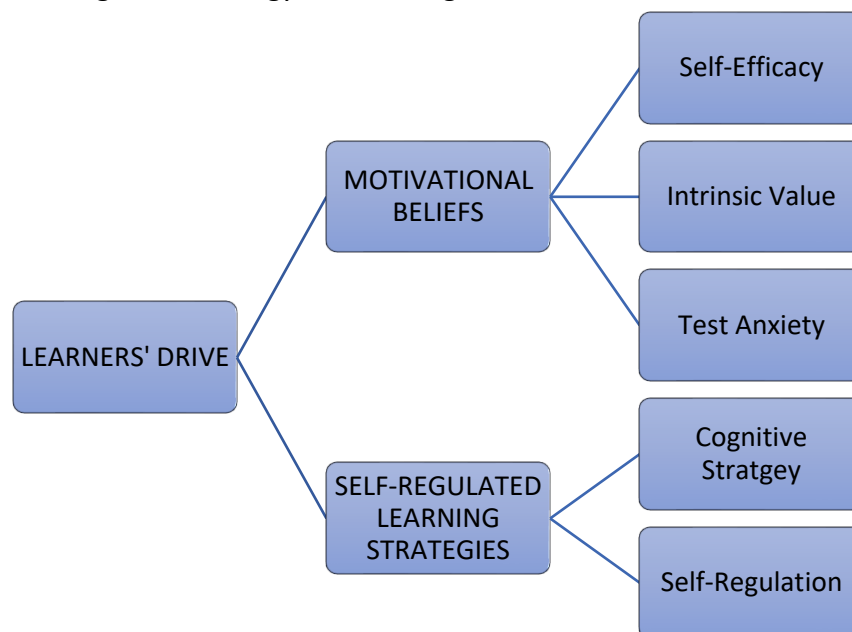 Self-Efficacy
MOTIVATIONAL
BELIEFS
Intrinsic Value
Test Anxiety
LEARNERS' DRIVE
Cognitive
Stratgey
SELF-REGULATED
LEARNING
STRATEGIES
Self-Regulation